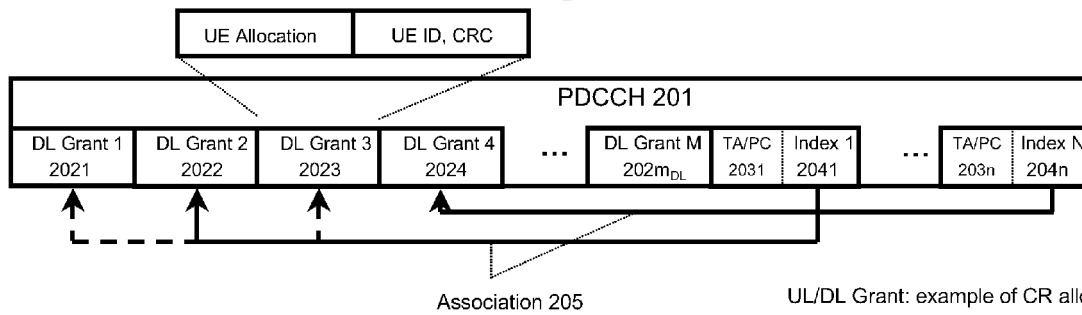 UE Allocation UE ID, CRC
PDCCH 201
DL Grant 1 DL Grant 2 DL Grant 3 DL Grant 4 ... DL Grant M TA/PC Index 1 ... TA/PC Index N
2021 2022 2023 2024 202mDL 2031 2041 203n 204n
Association 205
UL/DL Grant: example of CR